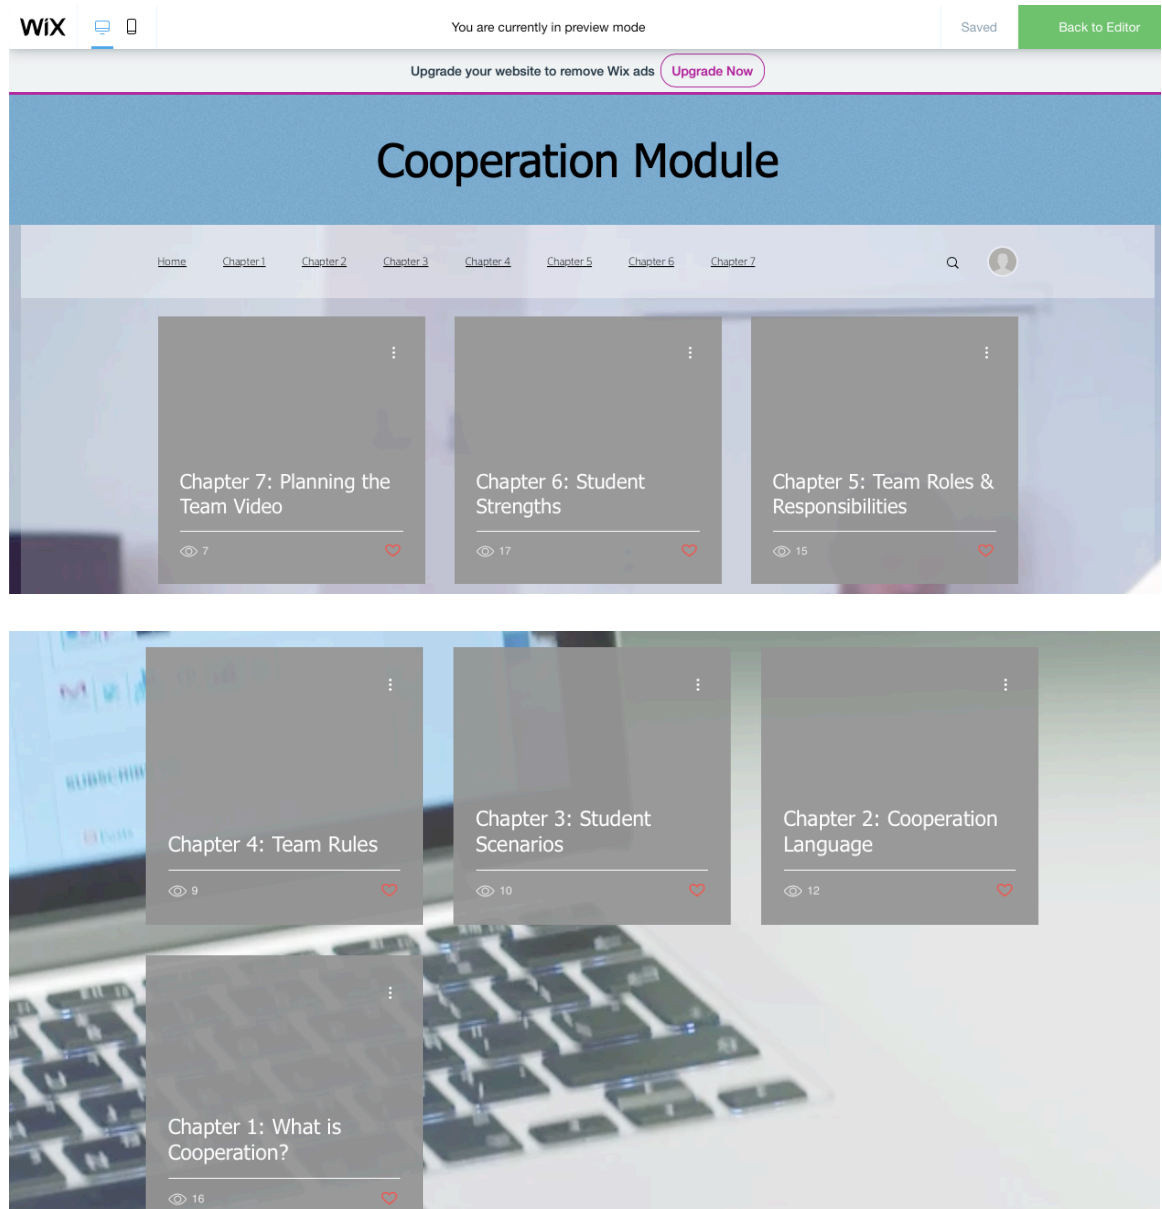 WiX
You are currently in preview mode
Saved
Back to Editor
Upgrade your website to remove Wix ads
Upgrade Now
Cooperation Module
Home
Chapter 1
Chapter 2
Chapter 3
Chapter 4
Chapter 5
Chapter 6
Chapter 7
Chapter 7: Planning the
Team Video
7
Chapter 6: Student
Strengths
17
Chapter 5: Team Roles &
Responsibilities
15
Chapter 4: Team Rules
9
Chapter 3: Student
Scenarios
10
Chapter 2: Cooperation
Language
12
Chapter 1: What is
Cooperation?
16